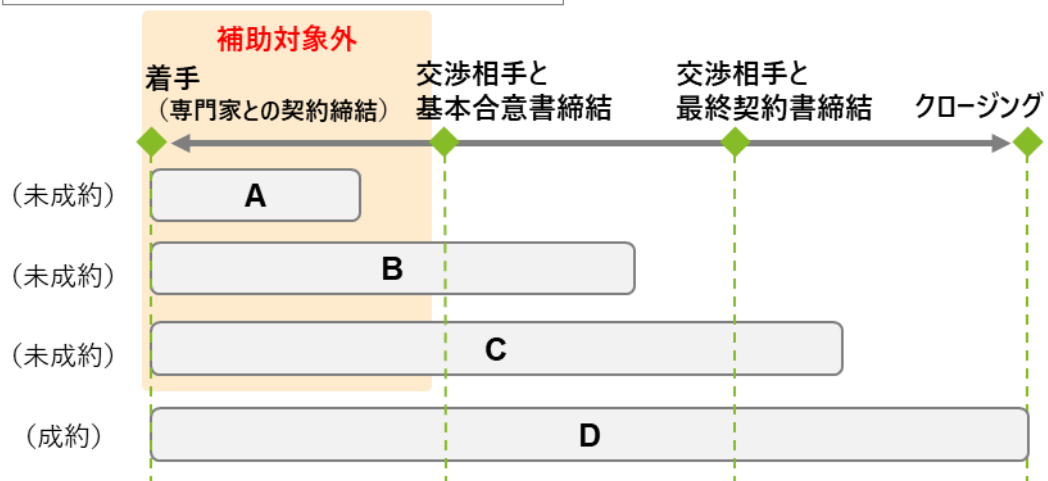 補助対象外
着手
（専門家との契約締結）
交渉相手と
基本合意書締結
交渉相手と
最終契約書締結
クロージング
（未成約）
A
（未成約）
B
（未成約）
C
（成約）
D